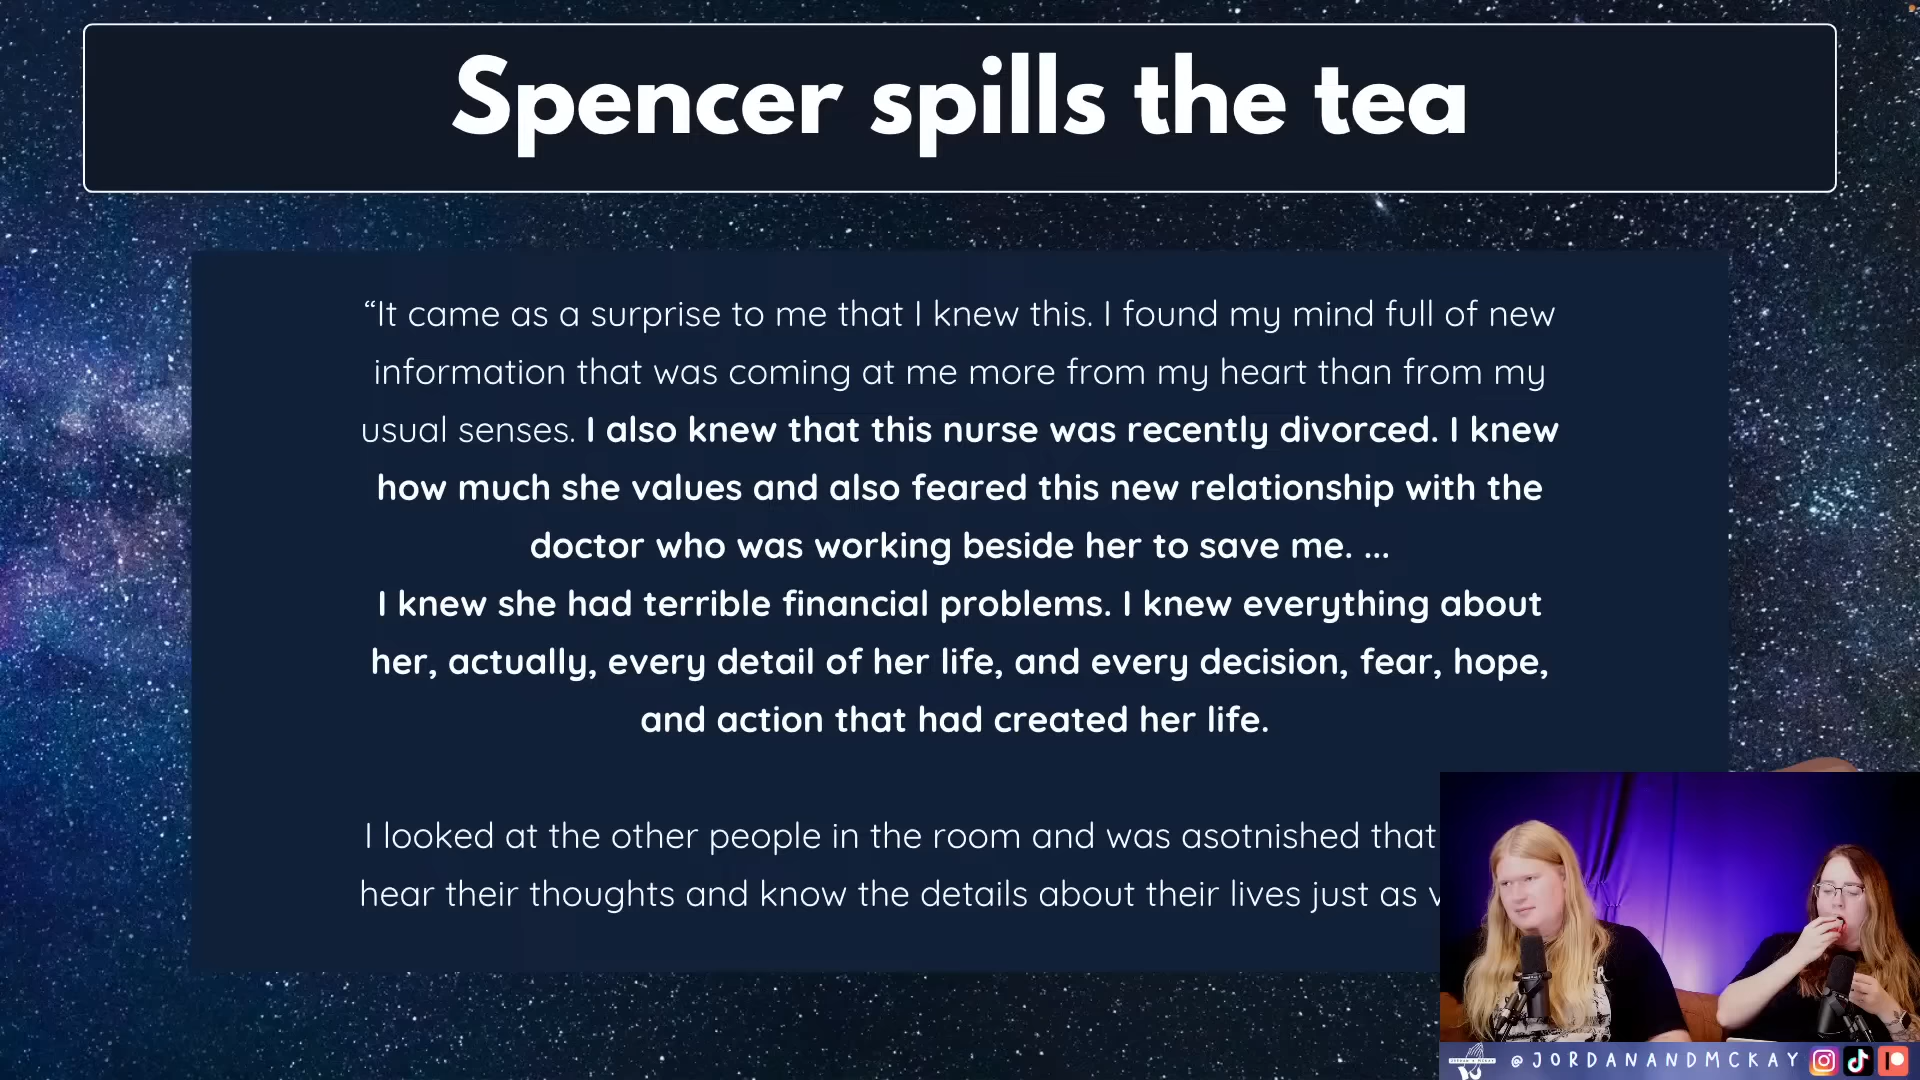 Spencer spills the tea
“It came as a surprise to me that I knew this. I found my mind full of new
information that was coming at me more from my heart than from my
usual senses. I also knew that this nurse was recently divorced. I knew
how much she values and also feared this new relationship with the
doctor who was working beside her to save me. ...
I knew she had terrible financial problems. I knew everything about
her, actually, every detail of her life, and every decision, fear, hope,
and action that had created her life.
I looked at the other people in the room and was asotnished that
hear their thoughts and know the details about their lives just as
@JORDANANDMCKAY